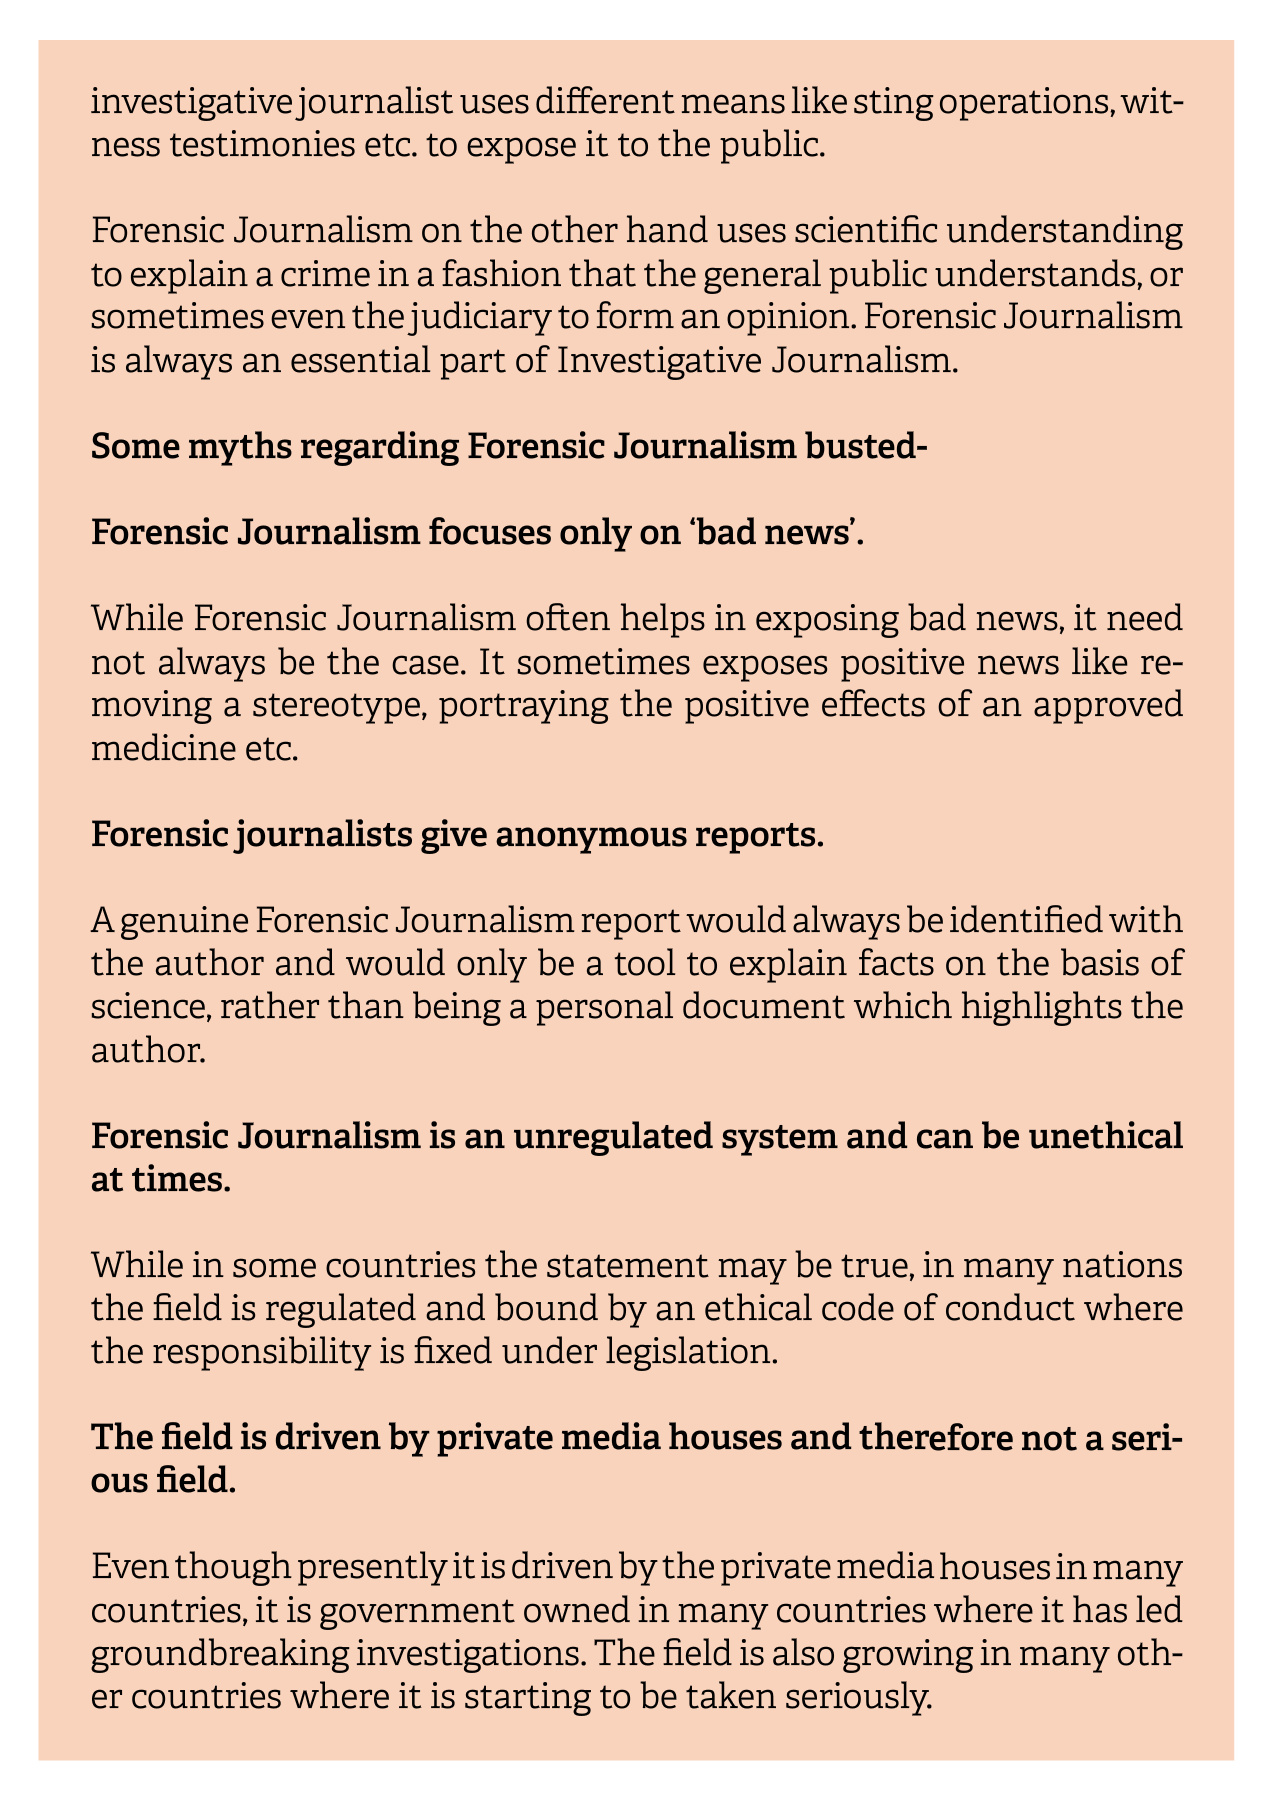 investigative journalist uses different means like sting operations, wit-
ness testimonies etc. to expose it to the public.
Forensic Journalism on the other hand uses scientific understanding
to explain a crime in a fashion that the general public understands, or
sometimes even the judiciary to form an opinion. Forensic Journalism
is always an essential part of Investigative Journalism.
Some myths regarding Forensic Journalism busted-
Forensic Journalism focuses only on ‘bad news’.
While Forensic Journalism often helps in exposing bad news, it need
not always be the case. It sometimes exposes positive news like re-
moving a stereotype, portraying the positive effects of an approved
medicine etc.
Forensic journalists give anonymous reports.
A genuine Forensic Journalism report would always be identified with
the author and would only be a tool to explain facts on the basis of
science, rather than being a personal document which highlights the
author.
Forensic Journalism is an unregulated system and can be unethical
at times.
While in some countries the statement may be true, in many nations
the field is regulated and bound by an ethical code of conduct where
the responsibility is fixed under legislation.
The field is driven by private media houses and therefore not a seri-
ous field.
Even though presently it is driven by the private media houses in many
countries, it is government owned in many countries where it has led
groundbreaking investigations. The field is also growing in many oth-
er countries where it is starting to be taken seriously.